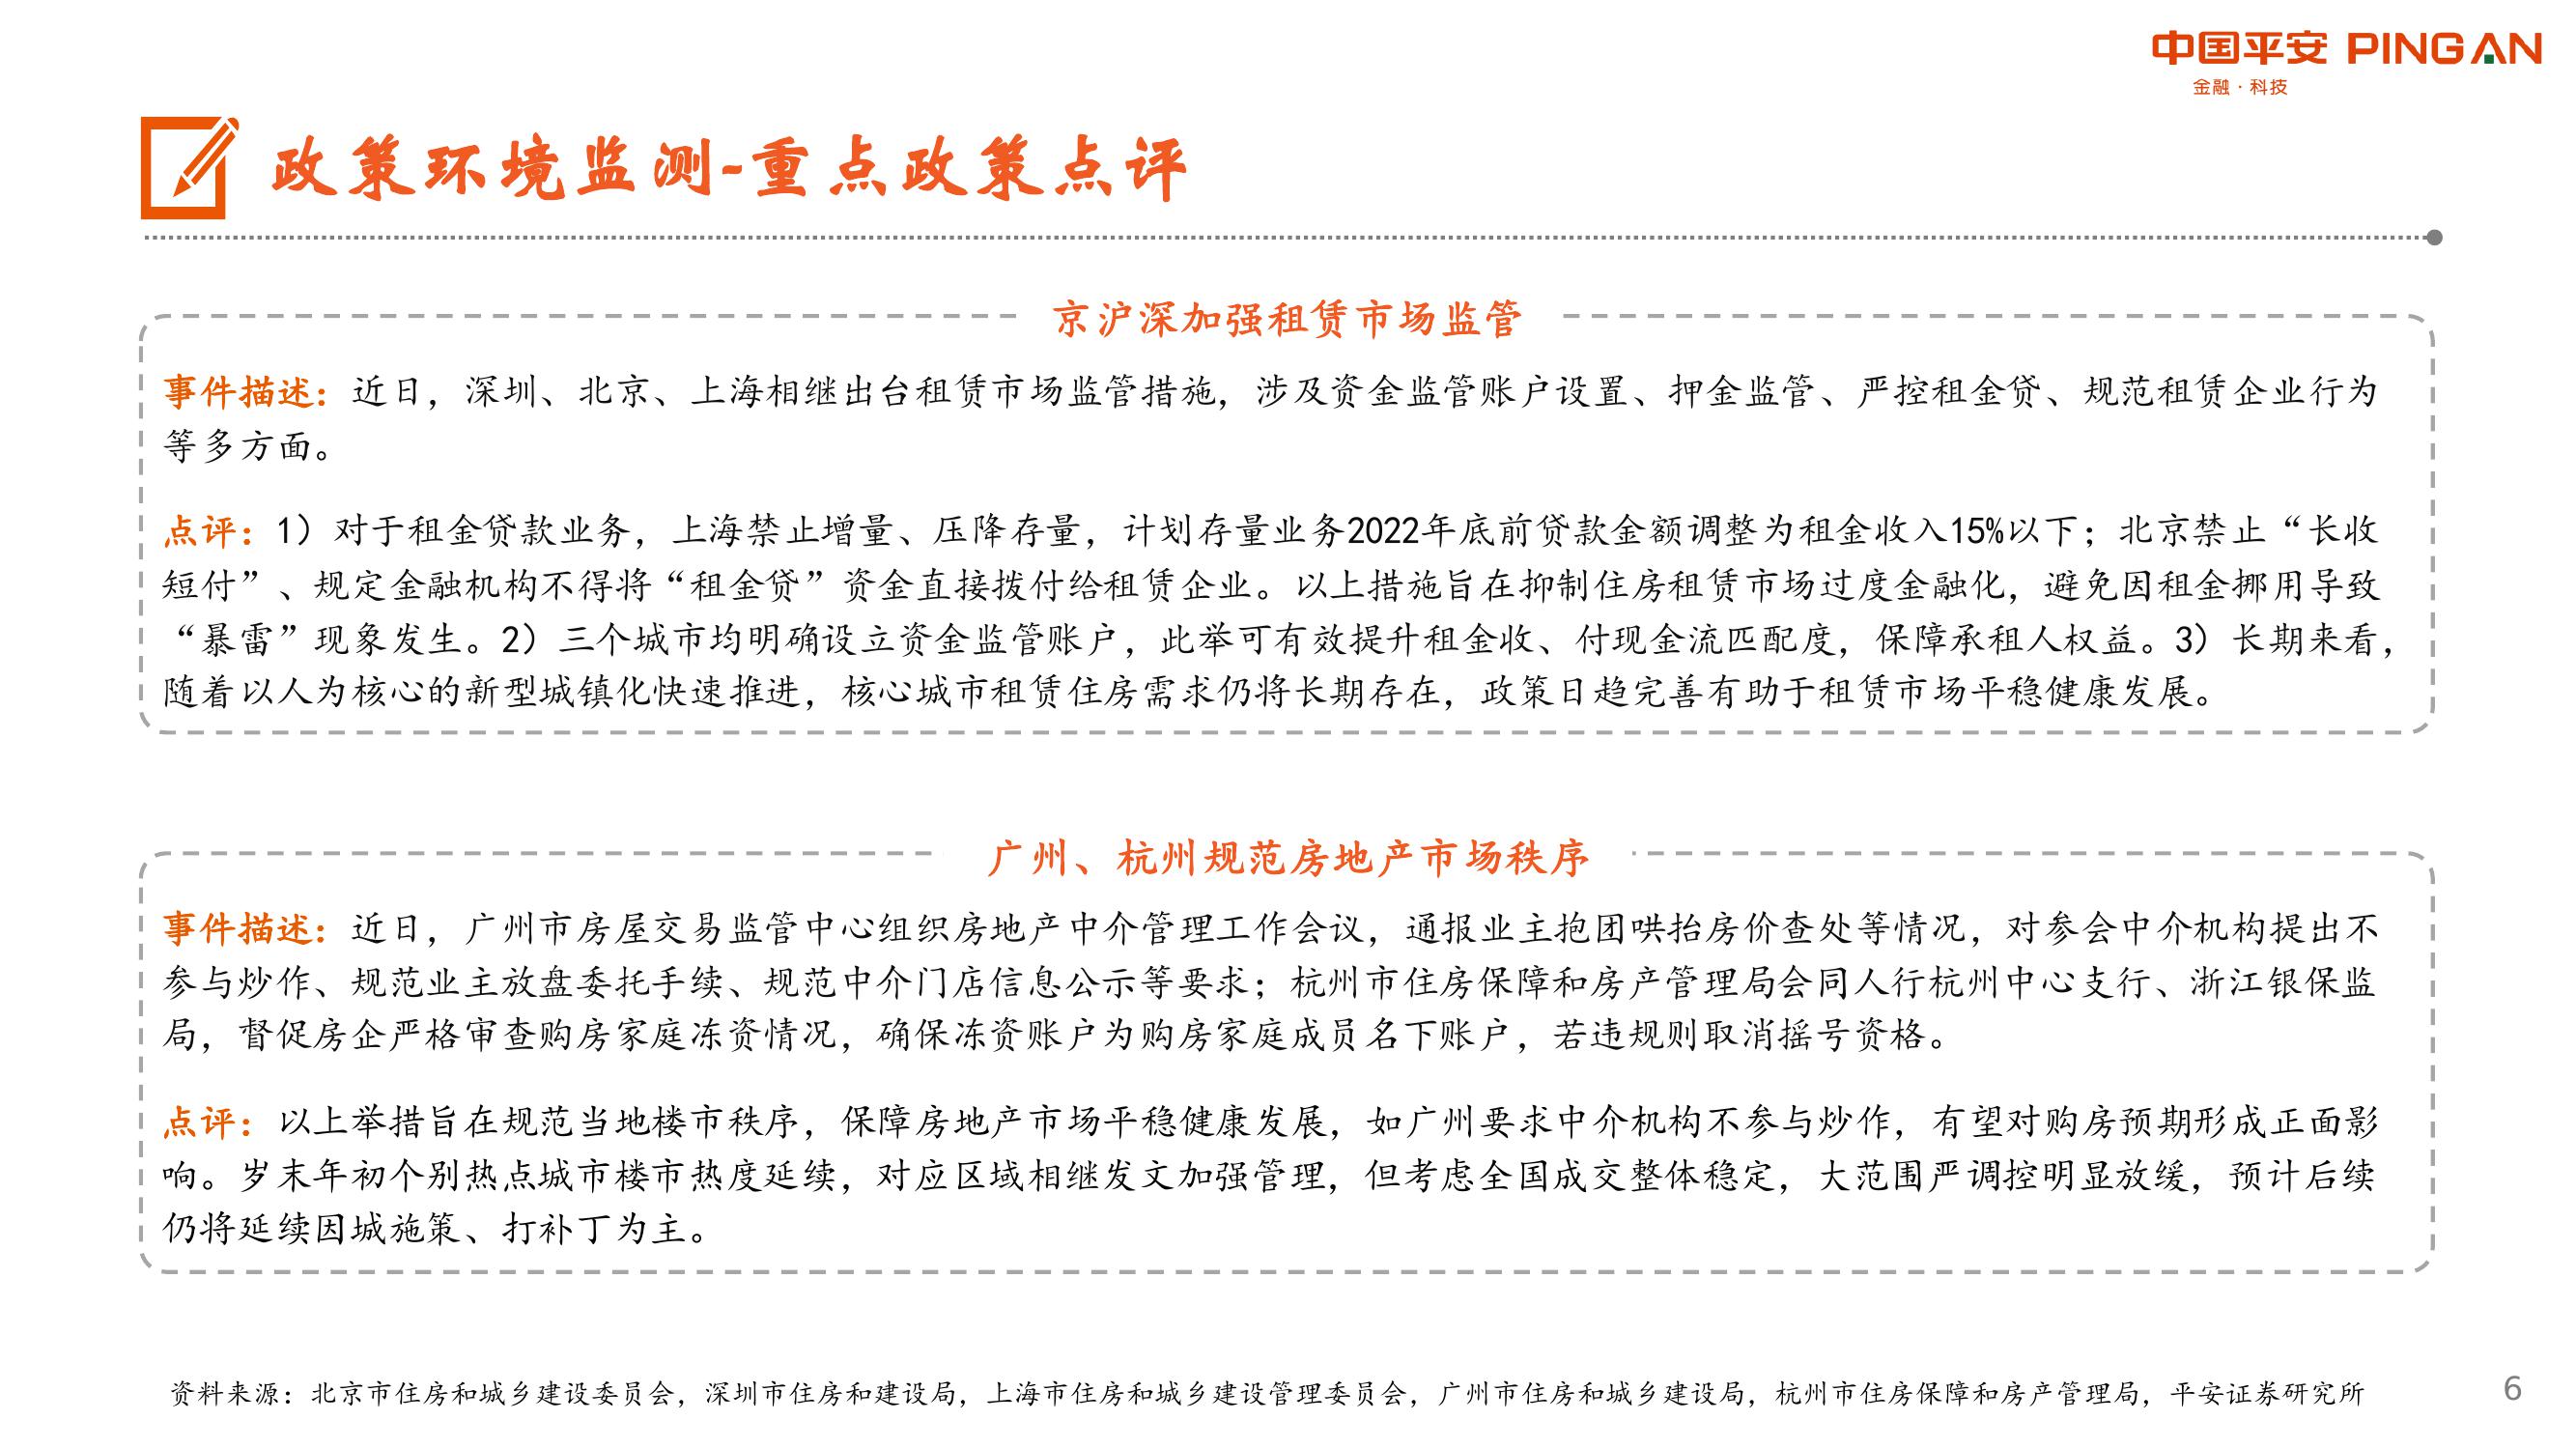 中国平安 PINGAN
金融·科技
政策环境监测-重点政策点评
京沪深加强租赁市场监管
事件描述：近日，深圳、北京、上海相继出台租赁市场监管措施，涉及资金监管账户设置、押金监管、严控租金贷、规范租赁企业行为
等多方面。
点评：1）对于租金贷款业务，上海禁止增量、压降存量，计划存量业务2022年底前贷款金额调整为租金收入15%以下；北京禁止“长收
短付”、规定金融机构不得将“租金贷”资金直接拨付给租赁企业。以上措施旨在抑制住房租赁市场过度金融化，避免因租金挪用导致
“暴雷”现象发生。2）三个城市均明确设立资金监管账户，此举可有效提升租金收、付现金流匹配度，保障承租人权益。3）长期来看，
随着以人为核心的新型城镇化快速推进，核心城市租赁住房需求仍将长期存在，政策日趋完善有助于租赁市场平稳健康发展。
广州、杭州规范房地产市场秩序
事件描述：近日，广州市房屋交易监管中心组织房地产中介管理工作会议，通报业主抱团哄抬房价查处等情况，对参会中介机构提出不
参与炒作、规范业主放盘委托手续、规范中介门店信息公示等要求；杭州市住房保障和房产管理局会同人行杭州中心支行、浙江银保监
局，督促房企严格审查购房家庭冻资情况，确保冻资账户为购房家庭成员名下账户，若违规则取消摇号资格。
点评：以上举措旨在规范当地楼市秩序，保障房地产市场平稳健康发展，如广州要求中介机构不参与炒作，有望对购房预期形成正面影
响。岁末年初个别热点城市楼市热度延续，对应区域相继发文加强管理，但考虑全国成交整体稳定，大范围严调控明显放缓，预计后续
仍将延续因城施策、打补丁为主。
资料来源：北京市住房和城乡建设委员会，深圳市住房和建设局，上海市住房和城乡建设管理委员会，广州市住房和城乡建设局，杭州市住房保障和房产管理局，平安证券研究所
6